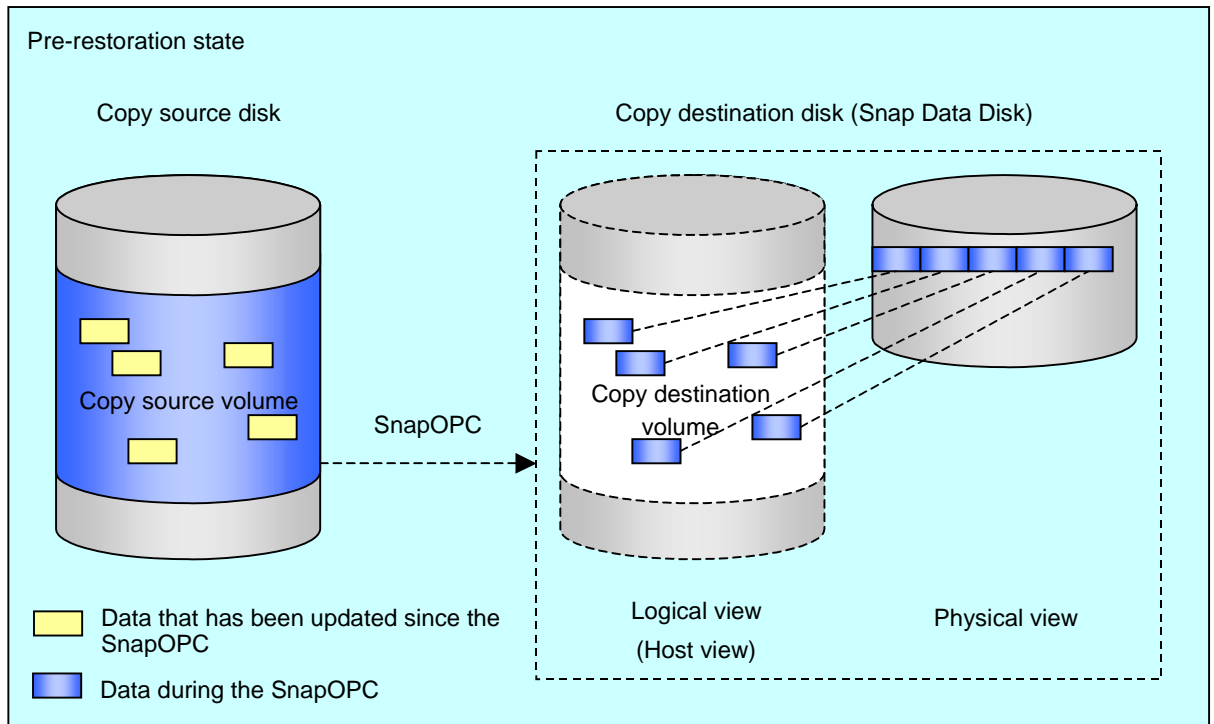 Pre-restoration state
Copy source disk
Copy destination disk (Snap Data Disk)
Copy source volume
SnapOPC
Copy destination
volume
Logical view
(Host view)
Physical view
Data that has been updated since the
SnapOPC
Data during the SnapOPC